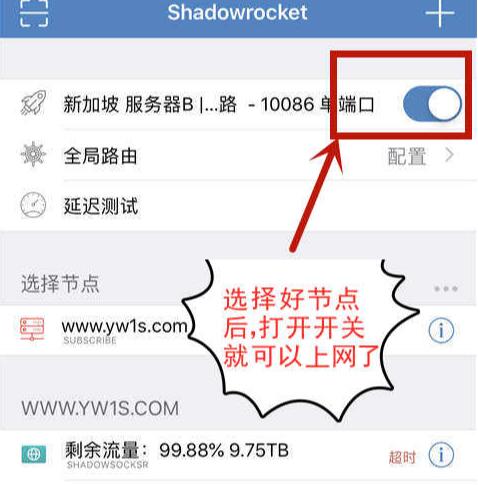 Shadowrocket
新加坡 服务器B |...路 - 10086 单端口
全局路由
配置
延迟测试
选择节点
选择好节点
后,打开开关
就可以上网了
www.yw1s.com
SUBSCRIBE
WWW.YW1S.COM
剩余流量：99.88% 9.75TB
SHADOWSOCKSR
超时